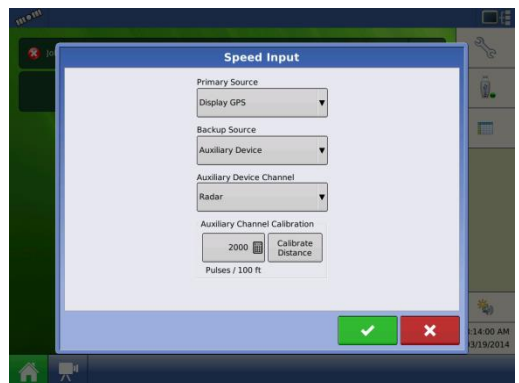 Jo
Speed Input
Primary Source
Display GPS
Backup Source
Auxiliary Device
Auxiliary Device Channel
Radar
Auxiliary Channel Calibration
2000
Calibrate
Distance
Pulses / 100 ft
:14:00 AM
3/19/2014